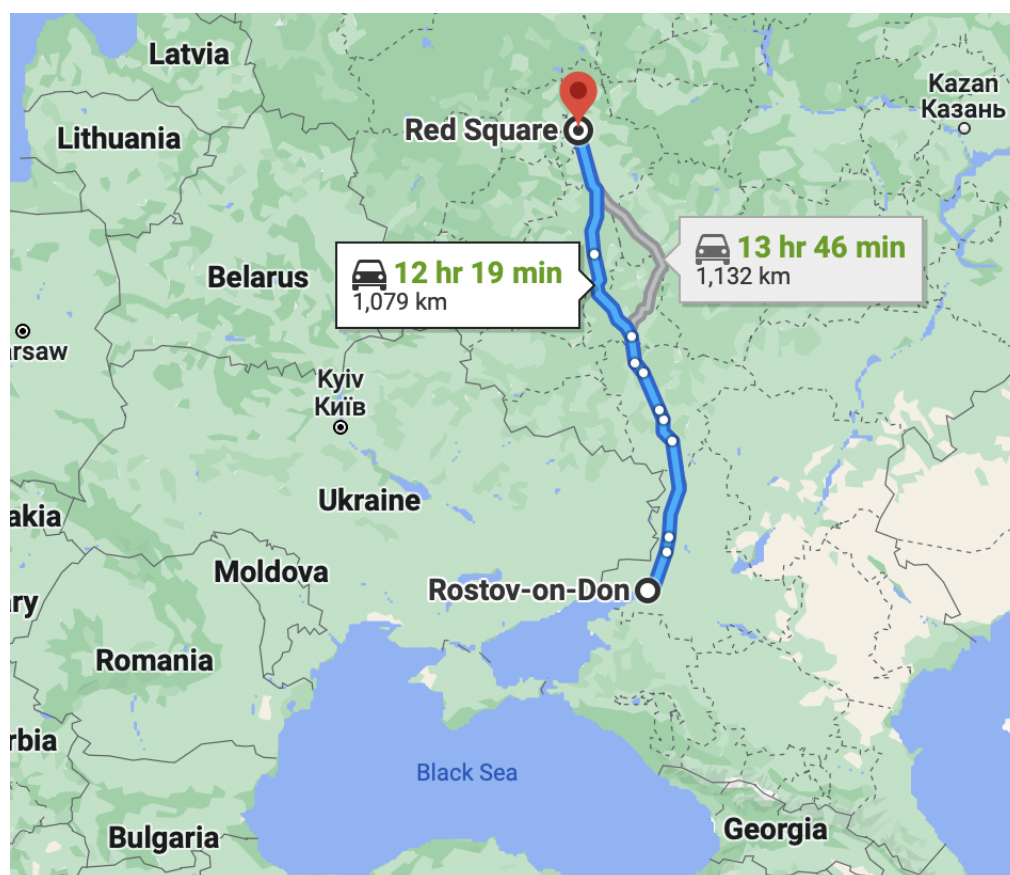 Latvia
Lithuania
Kazan
Казань
Red Square
12 hr 19 min
1,079 km
13 hr 46 min
1,132 km
Belarus
arsaw
Kyiv
Київ
Ukraine
akia
Moldova
Rostov-on-Don
ry
Romania
rbia
Black Sea
Bulgaria
Georgia